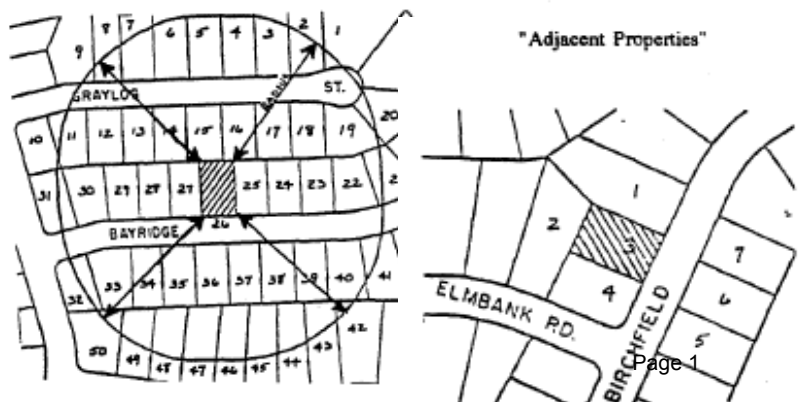 9 8 7 6 5 4 3 2 1
GRAYLOG ST.
RADIUS
10 11 12 13 14 15 16 17 18 19 20
31 30 29 28 27 25 24 23 22 2
26
BAYRIDGE
32 33 34 35 36 37 38 39 40 41
50 49 48 47 46 45 44 43 42
"Adjacent Properties"
1
2 3
4
7
6
5
ELMBANK RD.
BIRCHFIELD
Page 1